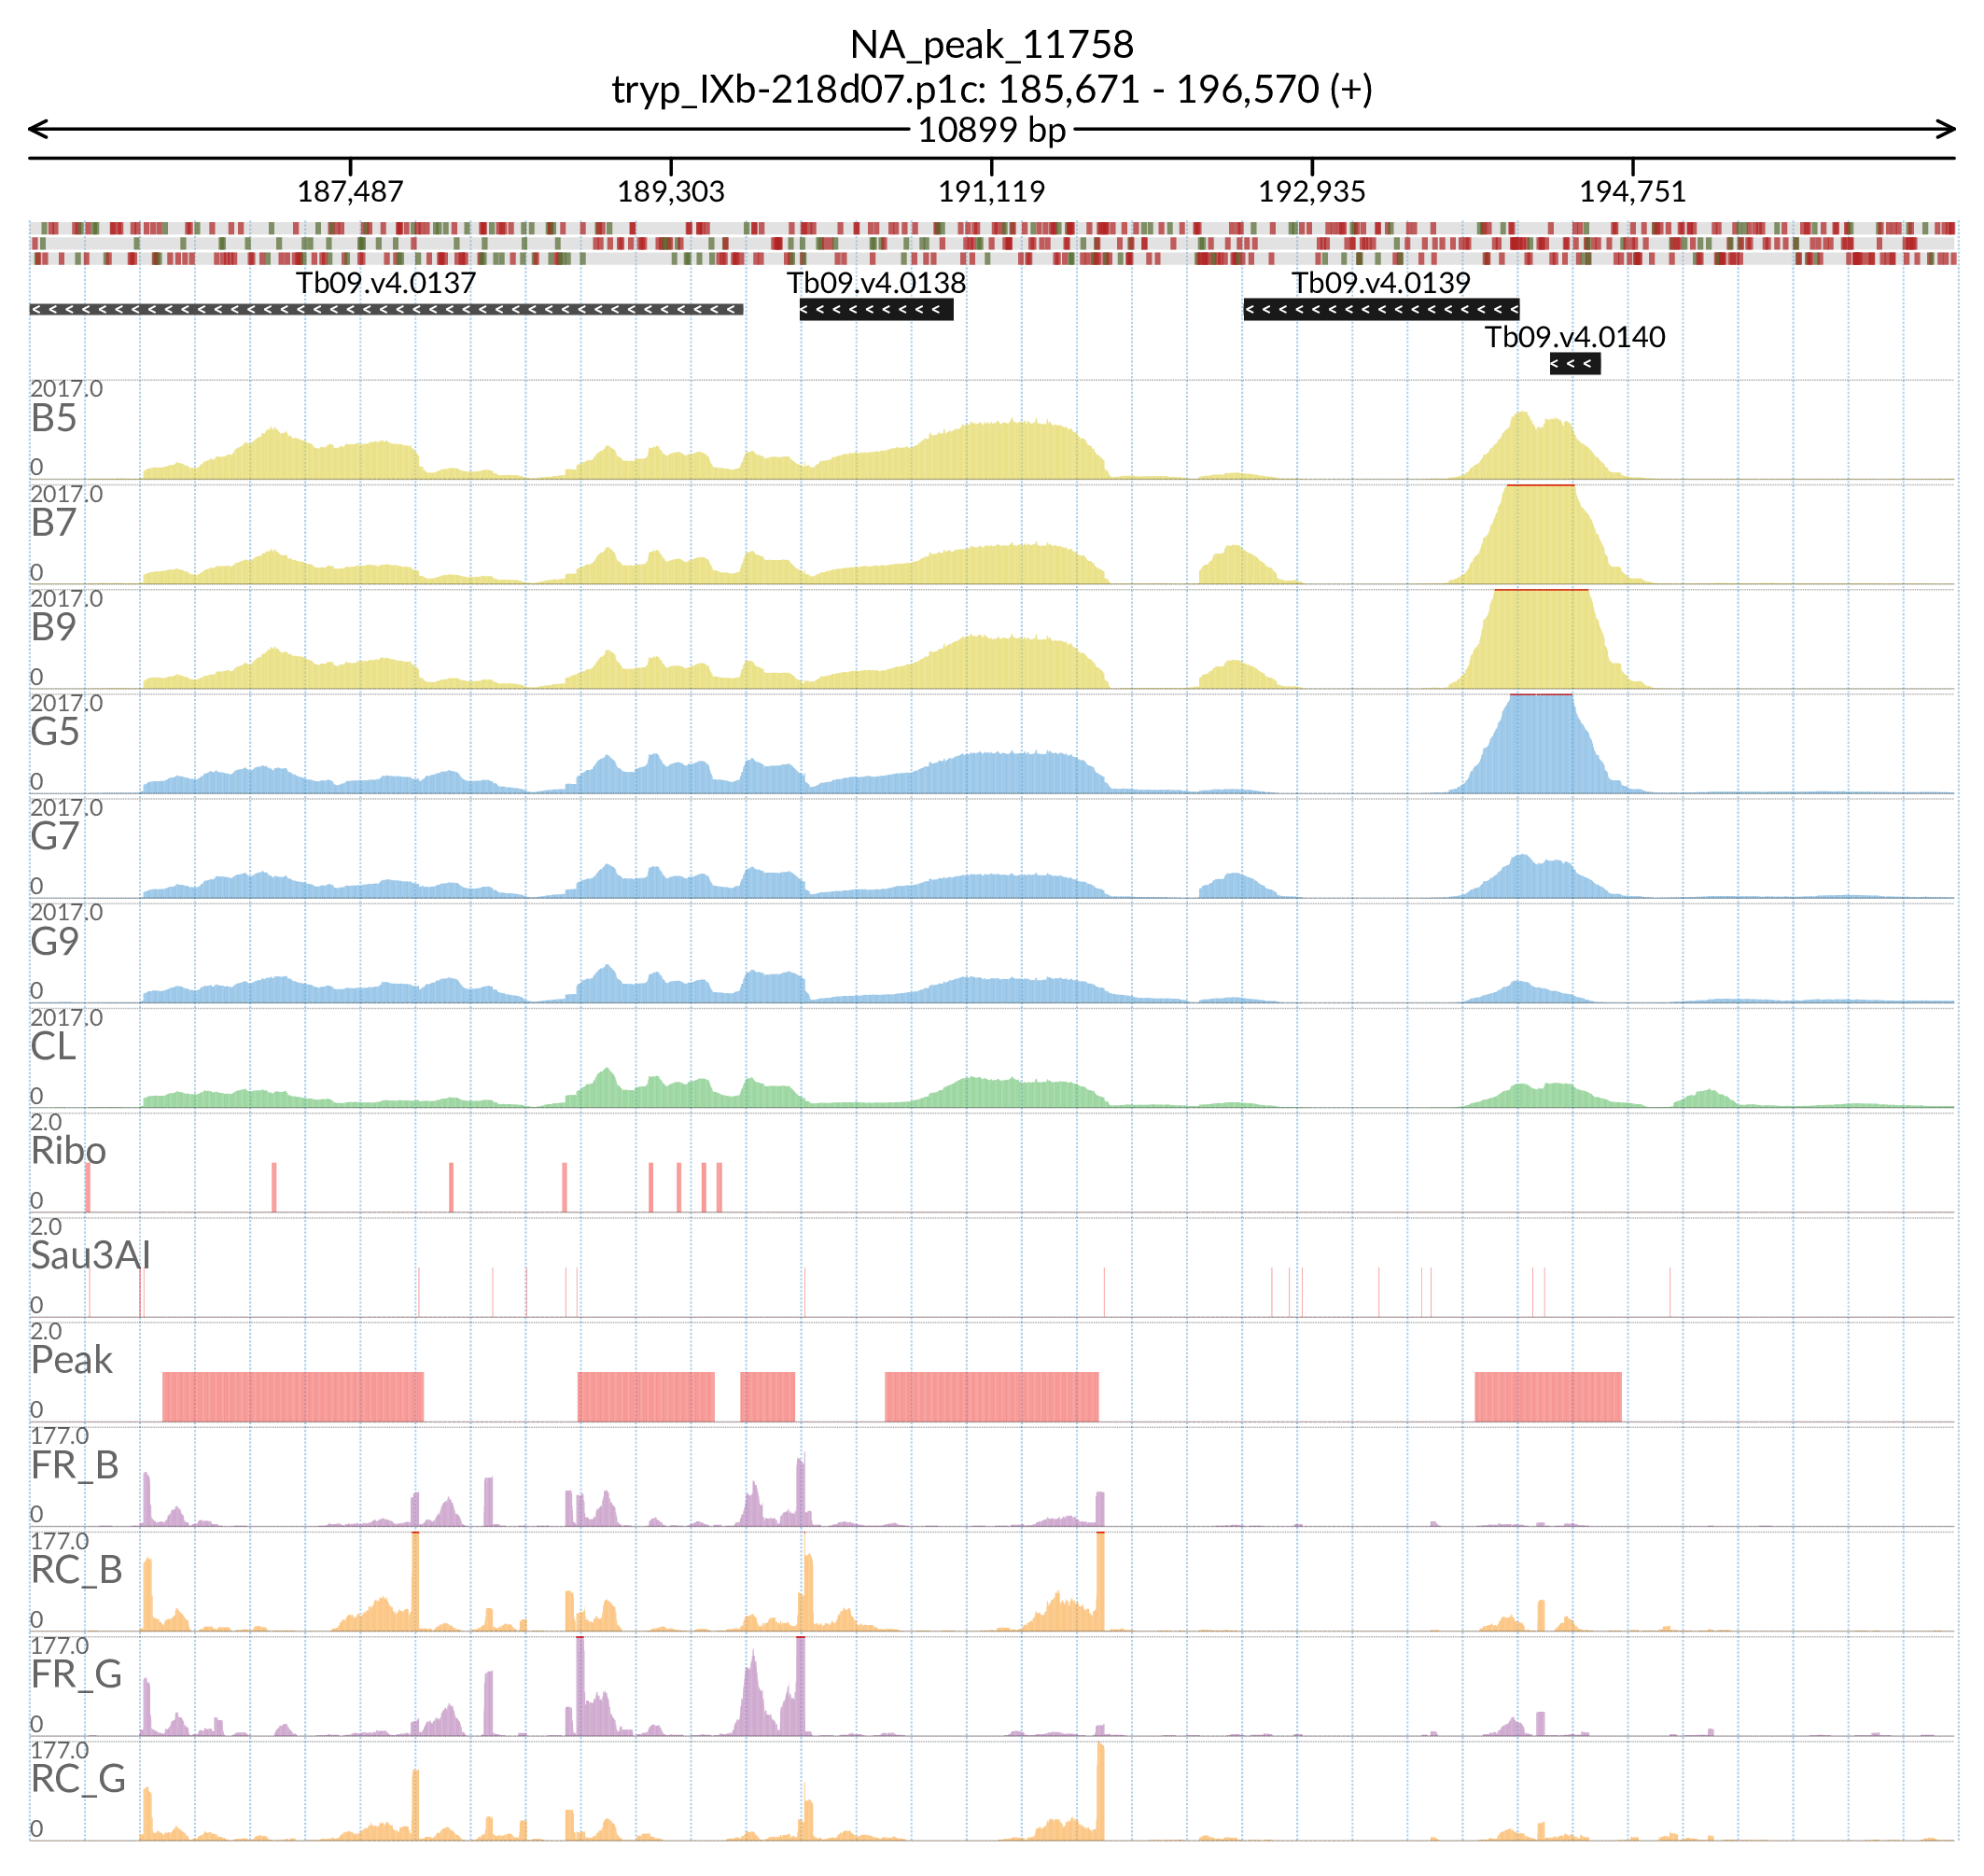 NA_peak_11758
tryp_IXb-218d07.p1c: 185,671 - 196,570 (+)
10899 bp
187,487 189,303 191,119 192,935 194,751
Tb09.v4.0137 Tb09.v4.0138 Tb09.v4.0139
Tb09.v4.0140
2017.0
B5
0
2017.0
B7
0
2017.0
B9
0
2017.0
G5
0
2017.0
G7
0
2017.0
G9
0
2017.0
CL
0
2.0
Ribo
0
2.0
Sau3AI
0
2.0
Peak
0
177.0
FR_B
0
177.0
RC_B
0
177.0
FR_G
0
177.0
RC_G
0